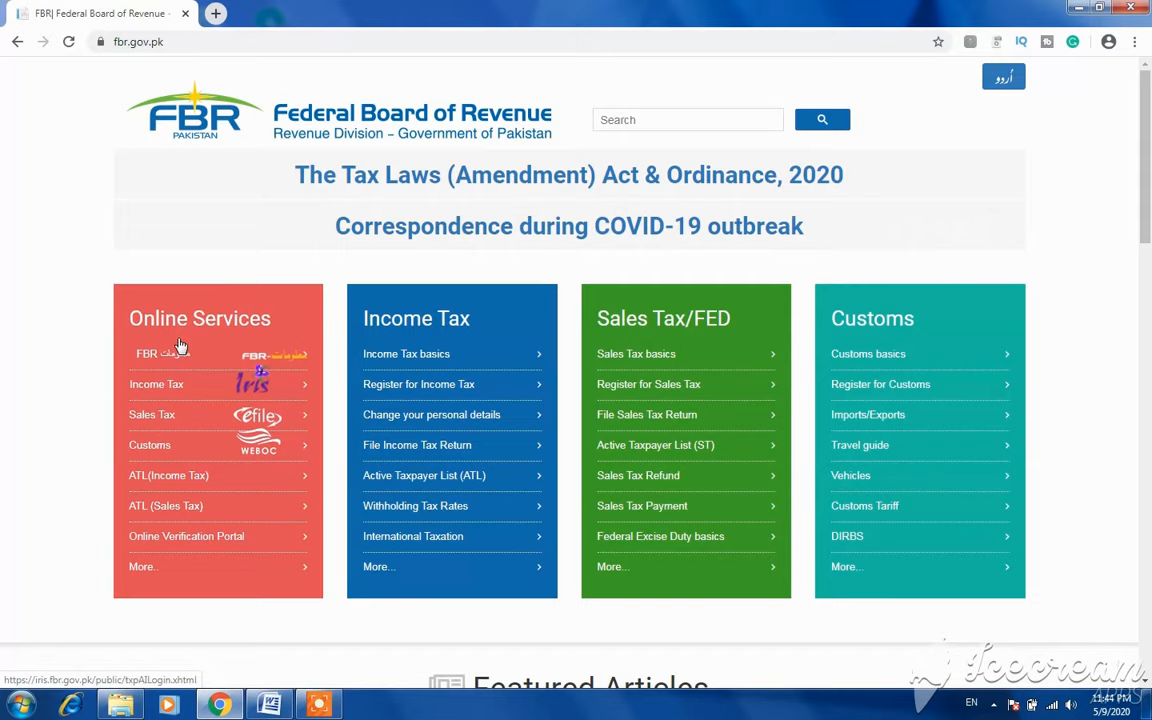 FBR| Federal Board of Revenue -
fbr.gov.pk
اُردُو
FBR
PAKISTAN
Federal Board of Revenue
Revenue Division – Government of Pakistan
Search
The Tax Laws (Amendment) Act & Ordinance, 2020
Correspondence during COVID-19 outbreak
Online Services
FBR معلومات
FBR-معلومات
Income Tax
Iris
Sales Tax
efile
Customs
WEBOC
ATL(Income Tax)
ATL (Sales Tax)
Online Verification Portal
More..
Income Tax
Income Tax basics
Register for Income Tax
Change your personal details
File Income Tax Return
Active Taxpayer List (ATL)
Withholding Tax Rates
International Taxation
More...
Sales Tax/FED
Sales Tax basics
Register for Sales Tax
File Sales Tax Return
Active Taxpayer List (ST)
Sales Tax Refund
Sales Tax Payment
Federal Excise Duty basics
More...
Customs
Customs basics
Register for Customs
Imports/Exports
Travel guide
Vehicles
Customs Tariff
DIRBS
More...
Featured Articles
https://iris.fbr.gov.pk/public/txpAILogin.xhtml
Icecream
APPS
EN
11:44 PM
5/9/2020